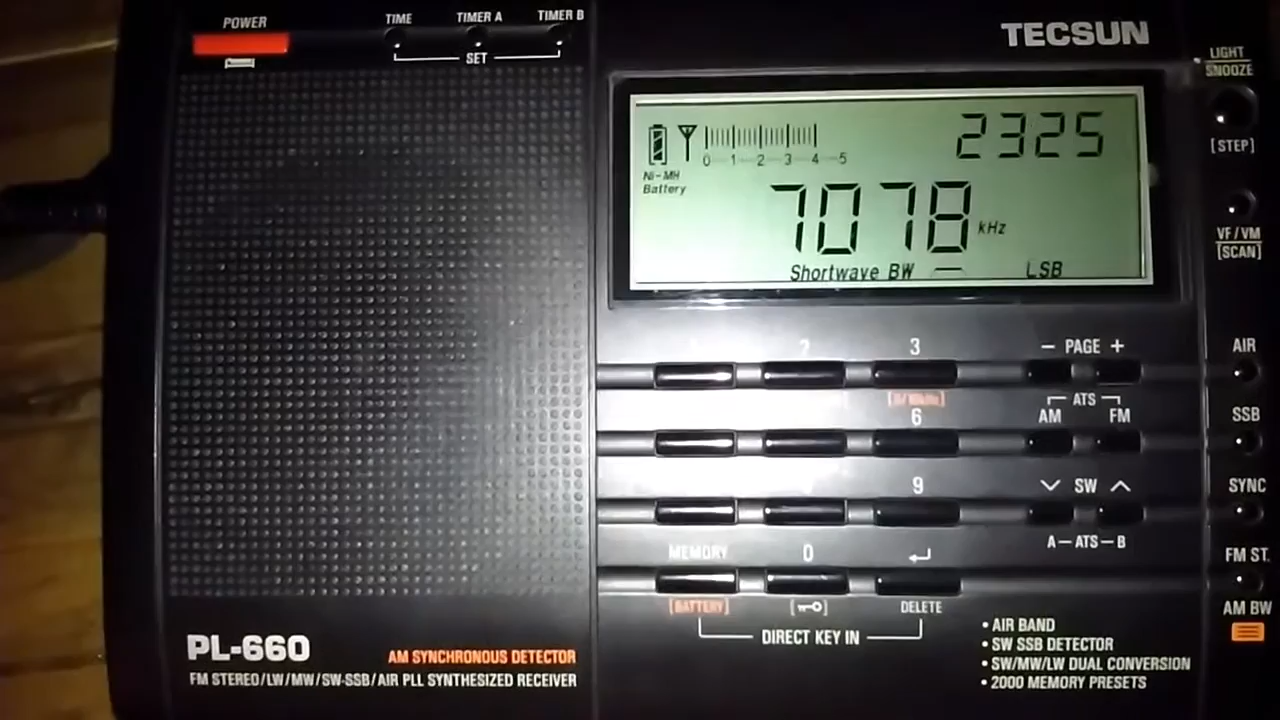 POWER
TIME TIMER A TIMER B
SET
TECSUN
LIGHT
SNOOZE
[STEP]
2325
0 1 2 3 4 5
Ni-MH
Battery
7078 kHz
Shortwave BW LSB
VF/VM
[SCAN]
3 - PAGE +
AIR
ATS
6 AM FM
SSB
9 SW
SYNC
A-ATS-B
MEMORY 0
FM ST.
[BATTERY] DELETE
AM BW
DIRECT KEY IN
• AIR BAND
• SW SSB DETECTOR
• SW/MW/LW DUAL CONVERSION
• 2000 MEMORY PRESETS
PL-660
AM SYNCHRONOUS DETECTOR
FM STEREO/LW/MW/SW-SSB/AIR PLL SYNTHESIZED RECEIVER